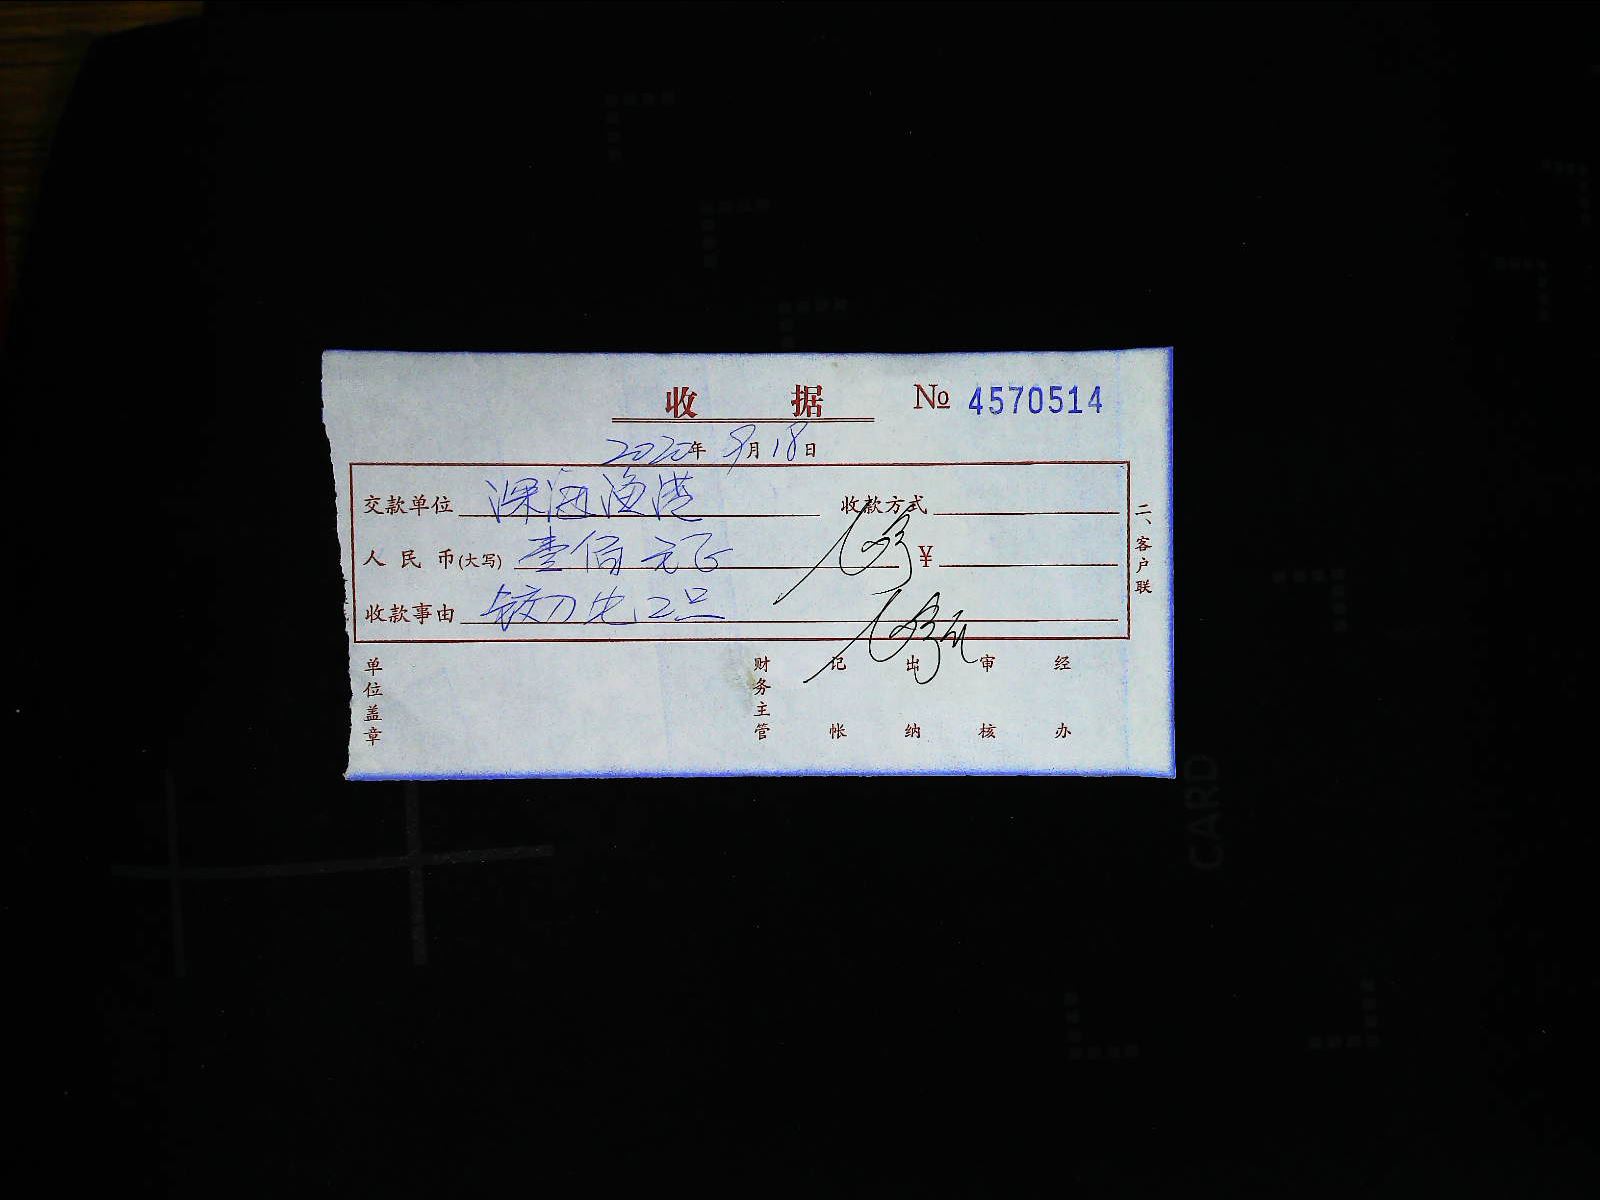 收 据 № 4570514
2020年9月18日
交款单位 深海渔港 收款方式
人民币(大写) 壹佰元正 ¥
收款事由
二、客户联
单位盖章 财务主管 记帐 出纳 审核 经办
CARD